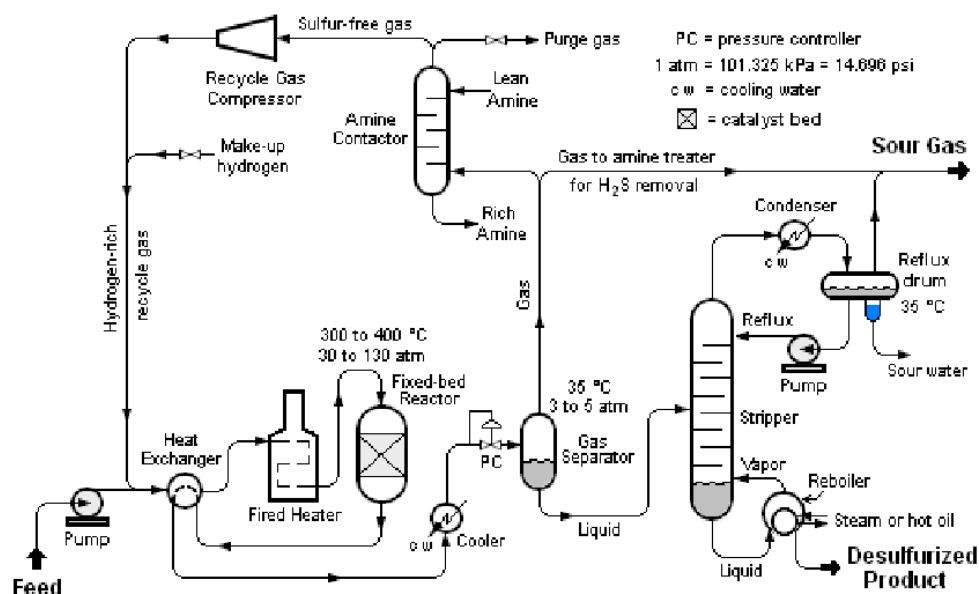 Sulfur-free gas
Purge gas
PC = pressure controller
1 atm = 101.325 kPa = 14.696 psi
c w = cooling water
= catalyst bed
Recycle Gas
Compressor
Lean
Amine
Amine
Contactor
Make-up
hydrogen
Gas to amine treater
for H₂S removal
Sour Gas
Rich
Amine
Condenser
c w
Reflux
drum
35 °C
Hydrogen-rich
recycle gas
Gas
300 to 400 °C
30 to 130 atm
Fixed-bed
Reactor
Reflux
Pump
Sour water
35 °C
3 to 5 atm
Gas
Separator
Stripper
Heat
Exchanger
PC
Vapor
Reboiler
Steam or hot oil
Fired Heater
c w
Cooler
Liquid
Pump
Liquid
Feed
Desulfurized
Product